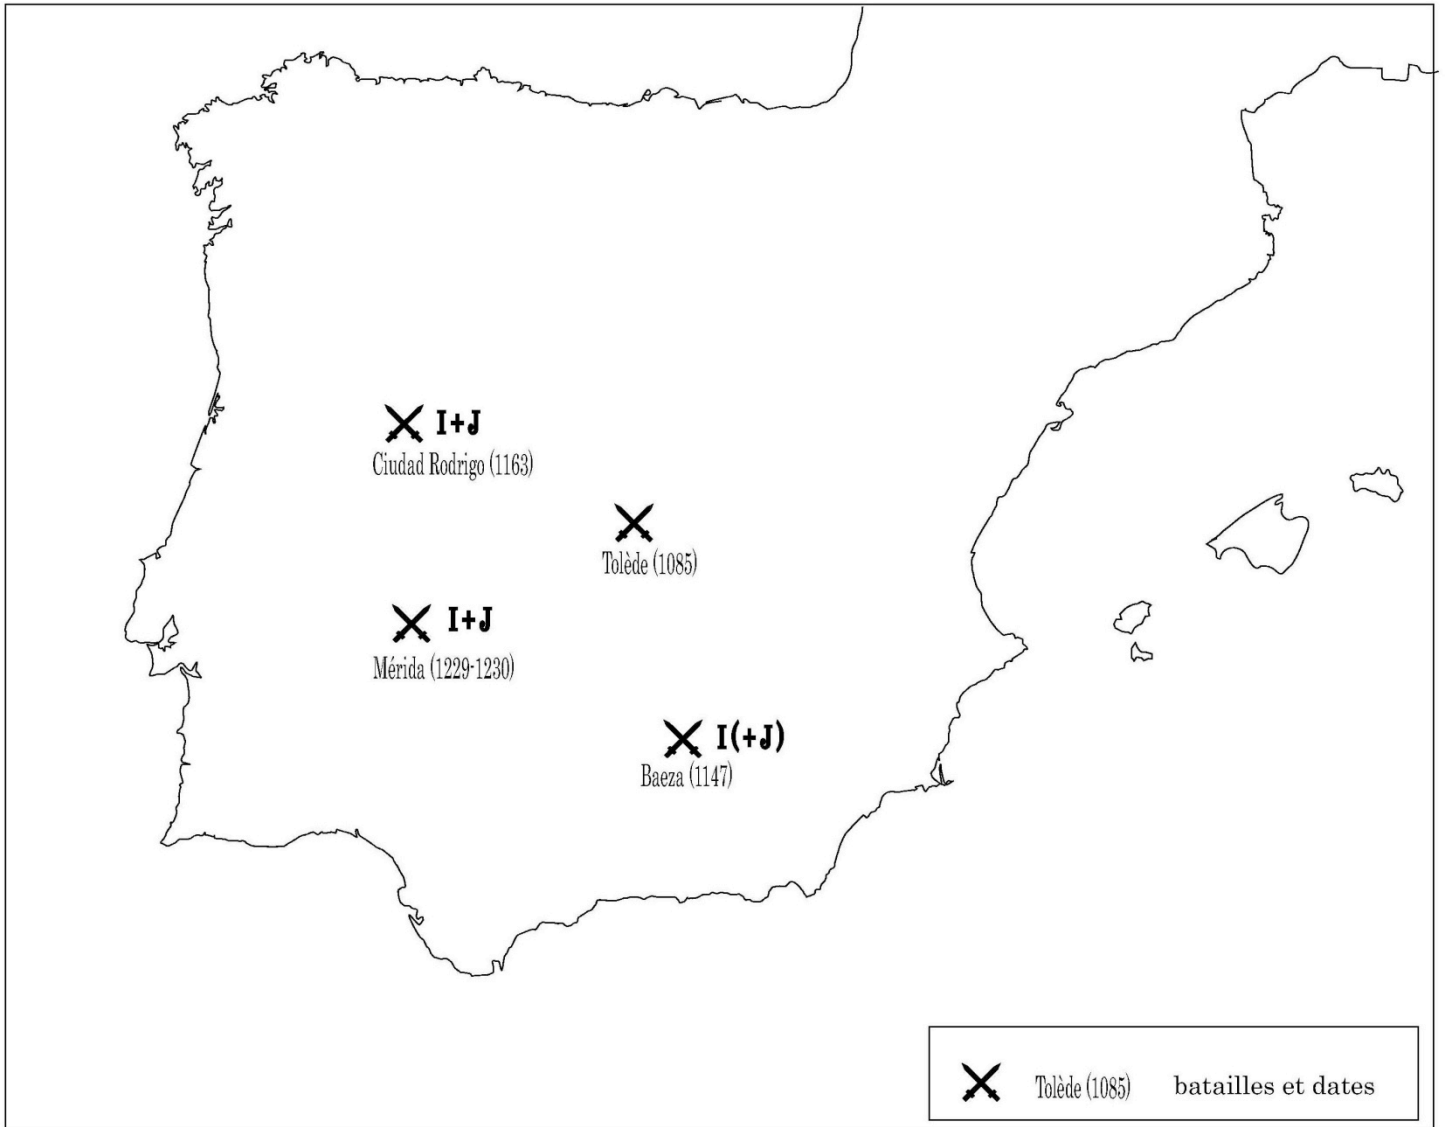 I+J
Ciudad Rodrigo (1163)
Tolède (1085)
I+J
Mérida (1229-1230)
I(+J)
Baeza (1147)
Tolède (1085) batailles et dates